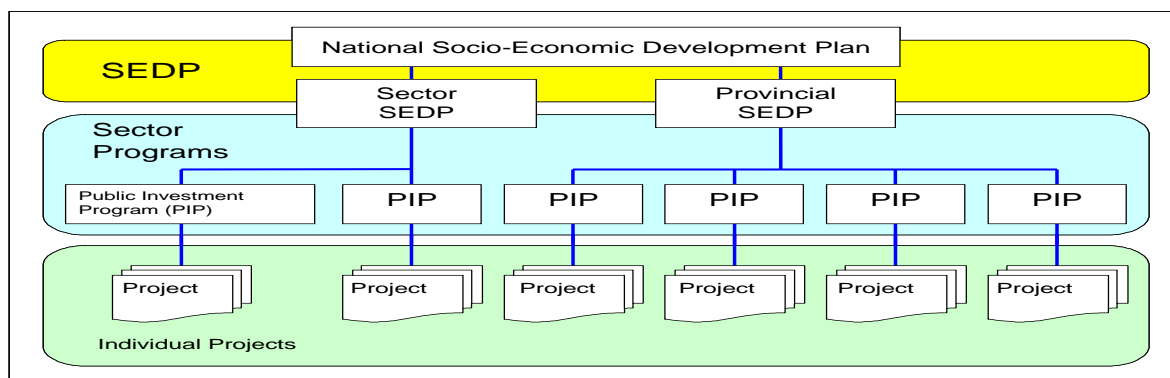 National Socio-Economic Development Plan
SEDP
Sector
SEDP
Provincial
SEDP
Sector
Programs
Public Investment
Program (PIP)
PIP
PIP
PIP
PIP
PIP
Project
Project
Project
Project
Project
Project
Individual Projects